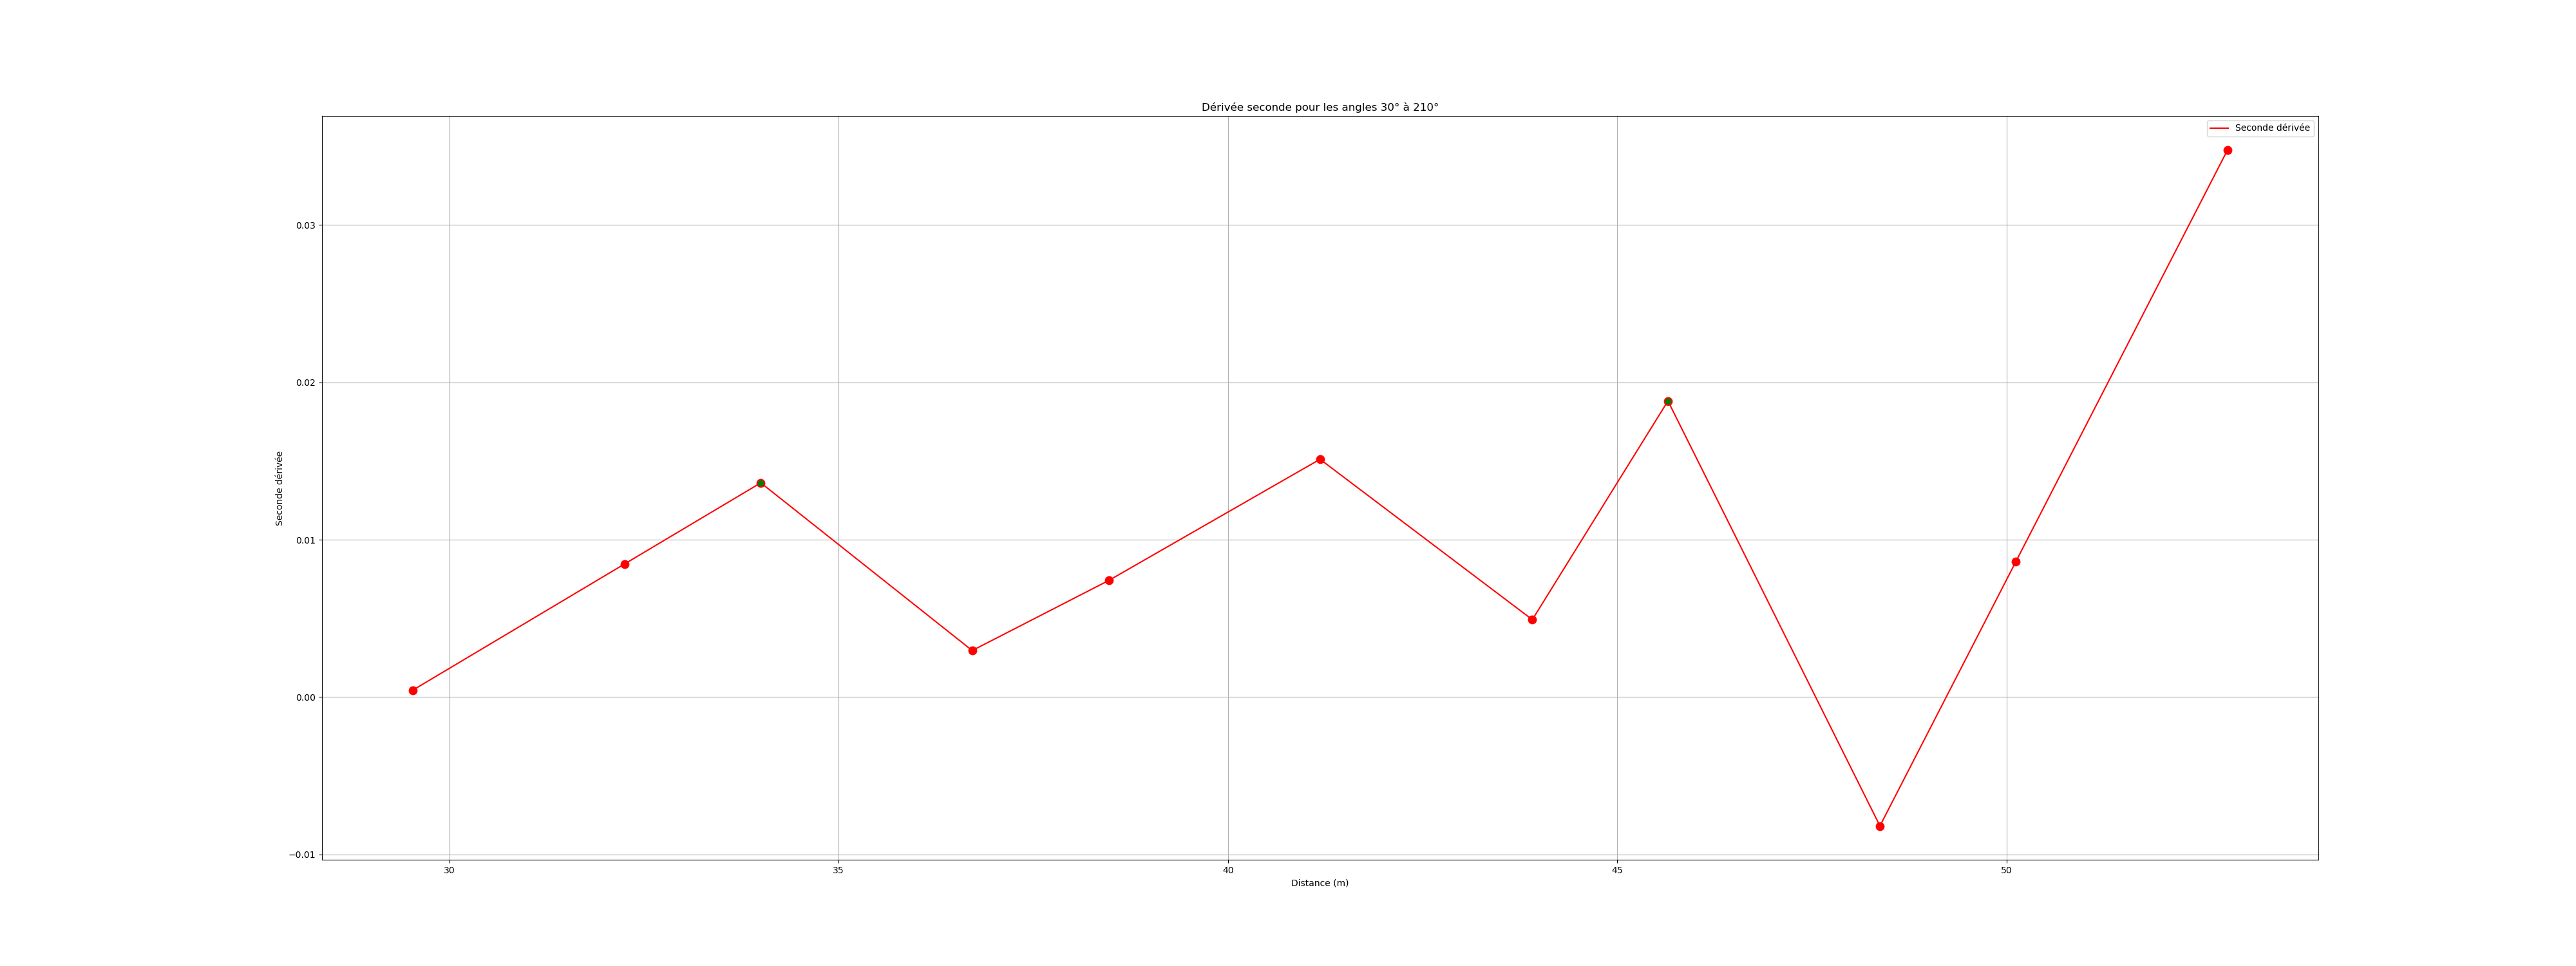 Dérivée seconde pour les angles 30° à 210°
Seconde dérivée
0.03
0.02
0.01
0.00
−0.01
Seconde dérivée
30 35 40 45 50
Distance (m)